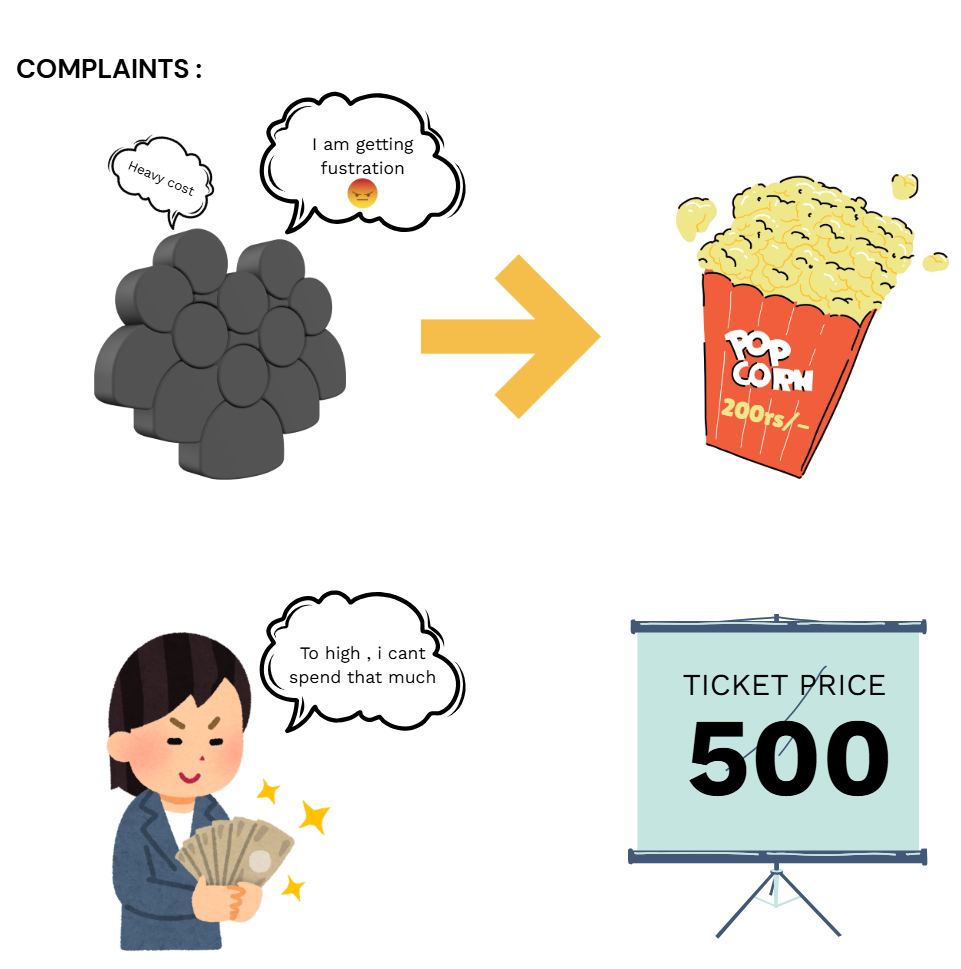 COMPLAINTS :
Heavy cost
I am getting
fustration
POP
CORN
200rs/-
To high , i cant
spend that much
TICKET PRICE
500